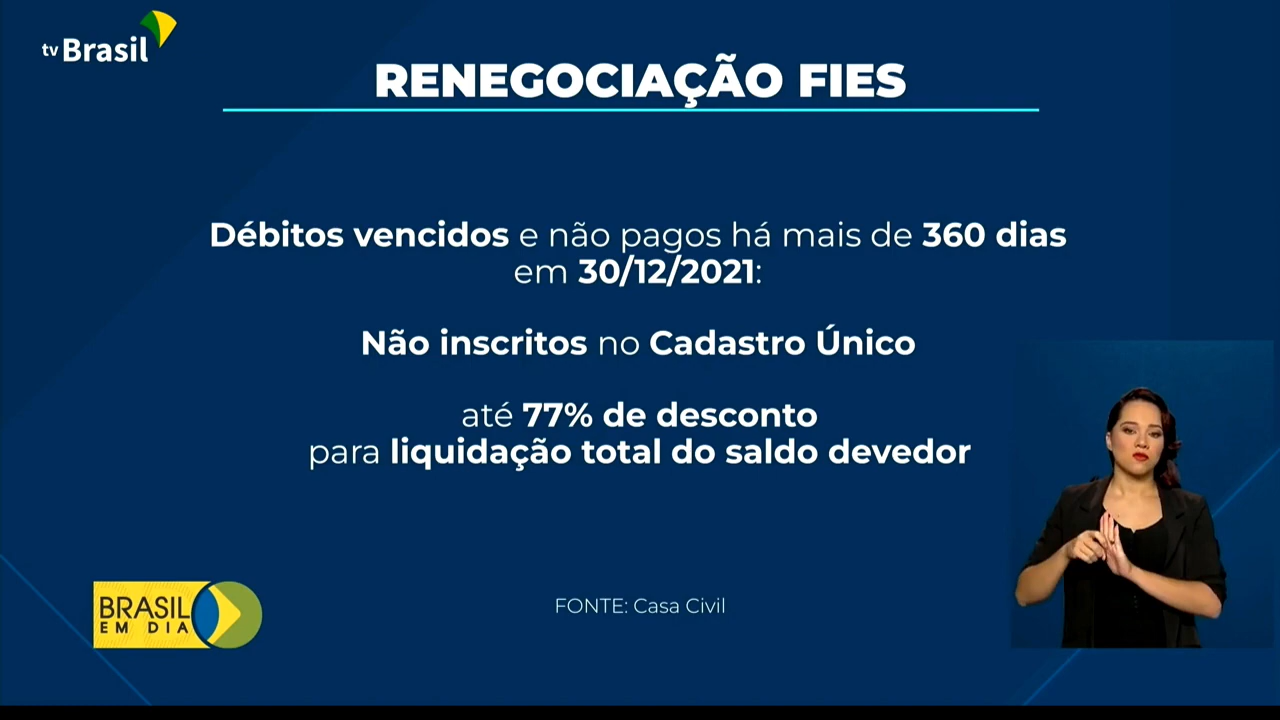 tv Brasil
RENEGOCIAÇÃO FIES
Débitos vencidos e não pagos há mais de 360 dias
em 30/12/2021:
Não inscritos no Cadastro Único
até 77% de desconto
para liquidação total do saldo devedor
BRASIL
EM DIA
FONTE: Casa Civil